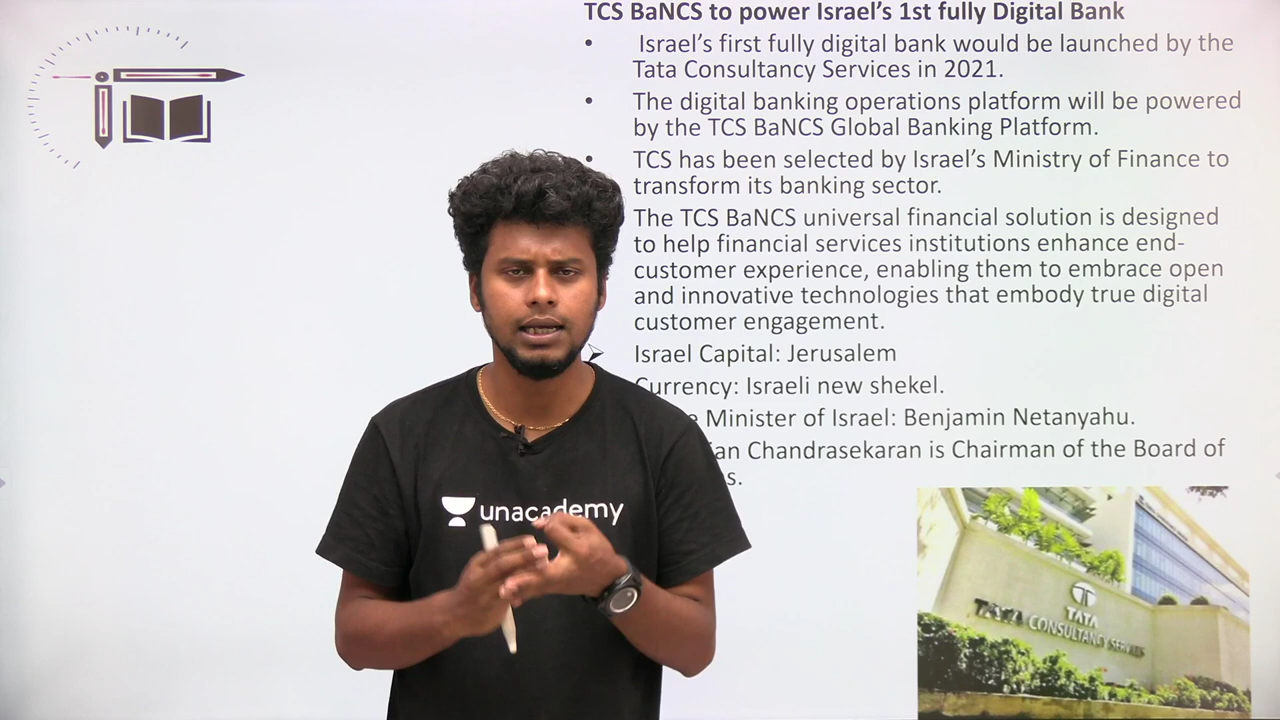 TCS BaNCS to power Israel's 1st fully Digital Bank
• Israel's first fully digital bank would be launched by the
Tata Consultancy Services in 2021.
• The digital banking operations platform will be powered
by the TCS BaNCS Global Banking Platform.
• TCS has been selected by Israel's Ministry of Finance to
transform its banking sector.
The TCS BaNCS universal financial solution is designed
to help financial services institutions enhance end-
customer experience, enabling them to embrace open
and innovative technologies that embody true digital
customer engagement.
Israel Capital: Jerusalem
Currency: Israeli new shekel.
Minister of Israel: Benjamin Netanyahu.
Chandrasekaran is Chairman of the Board of
unacademy
TATA
TATA CONSULTANCY SERVICES